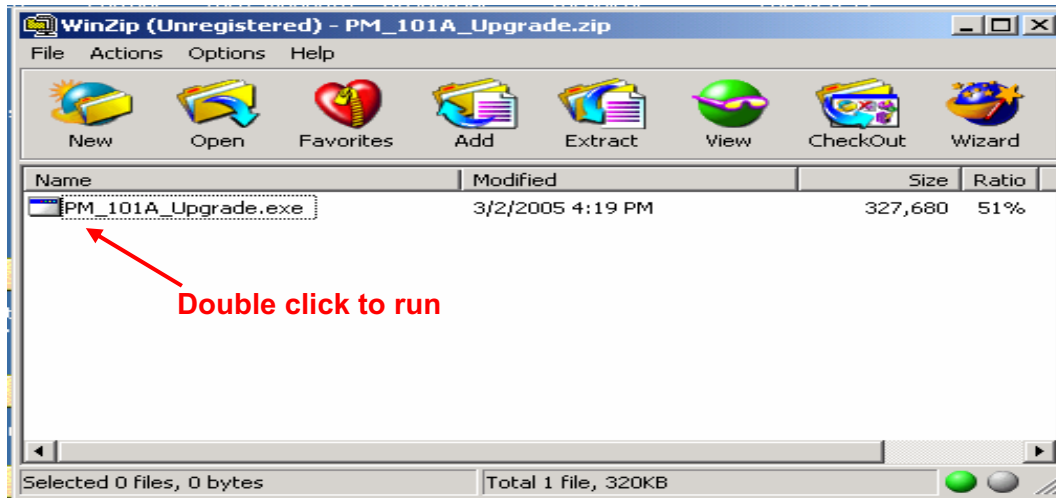 WinZip (Unregistered) - PM_101A_Upgrade.zip
File Actions Options Help
New Open Favorites Add Extract View CheckOut Wizard
Name Modified Size Ratio
PM_101A_Upgrade.exe 3/2/2005 4:19 PM 327,680 51%
Double click to run
Selected 0 files, 0 bytes Total 1 file, 320KB